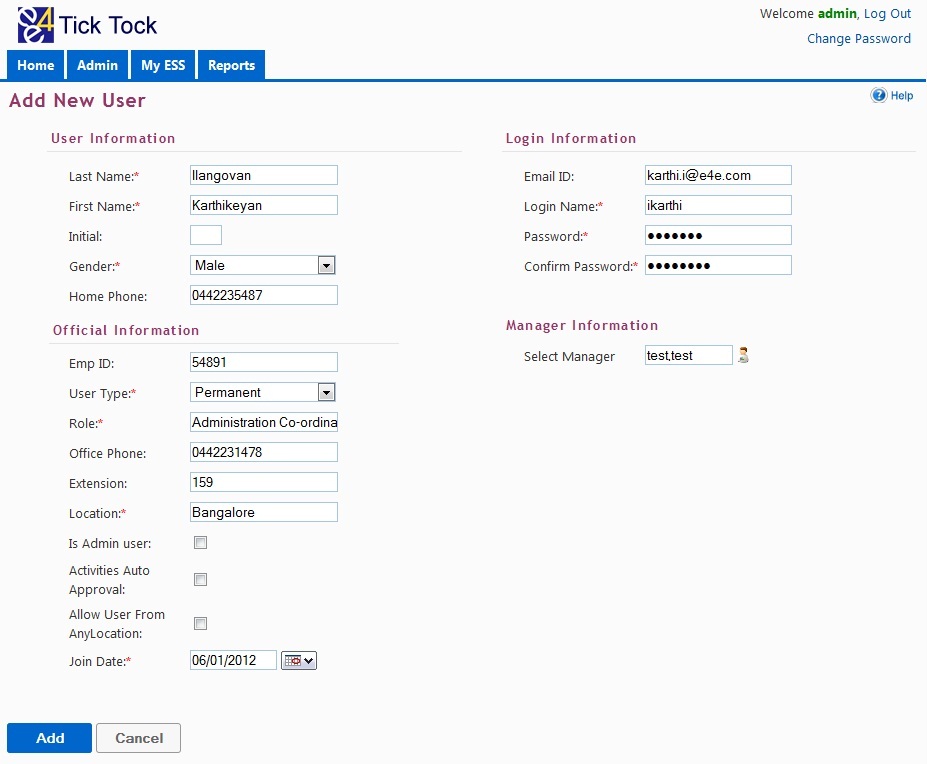 e4e Tick Tock
Welcome admin, Log Out
Change Password
Home Admin My ESS Reports
Add New User
Help
User Information
Last Name:* Ilangovan
First Name:* Karthikeyan
Initial:
Gender:* Male
Home Phone: 0442235487
Official Information
Emp ID: 54891
User Type:* Permanent
Role:* Administration Co-ordina
Office Phone: 0442231478
Extension: 159
Location:* Bangalore
Is Admin user:
Activities Auto
Approval:
Allow User From
AnyLocation:
Join Date:* 06/01/2012
Login Information
Email ID: karthi.i@e4e.com
Login Name:* ikarthi
Password:* •••••••
Confirm Password:* ••••••••
Manager Information
Select Manager test,test
Add Cancel